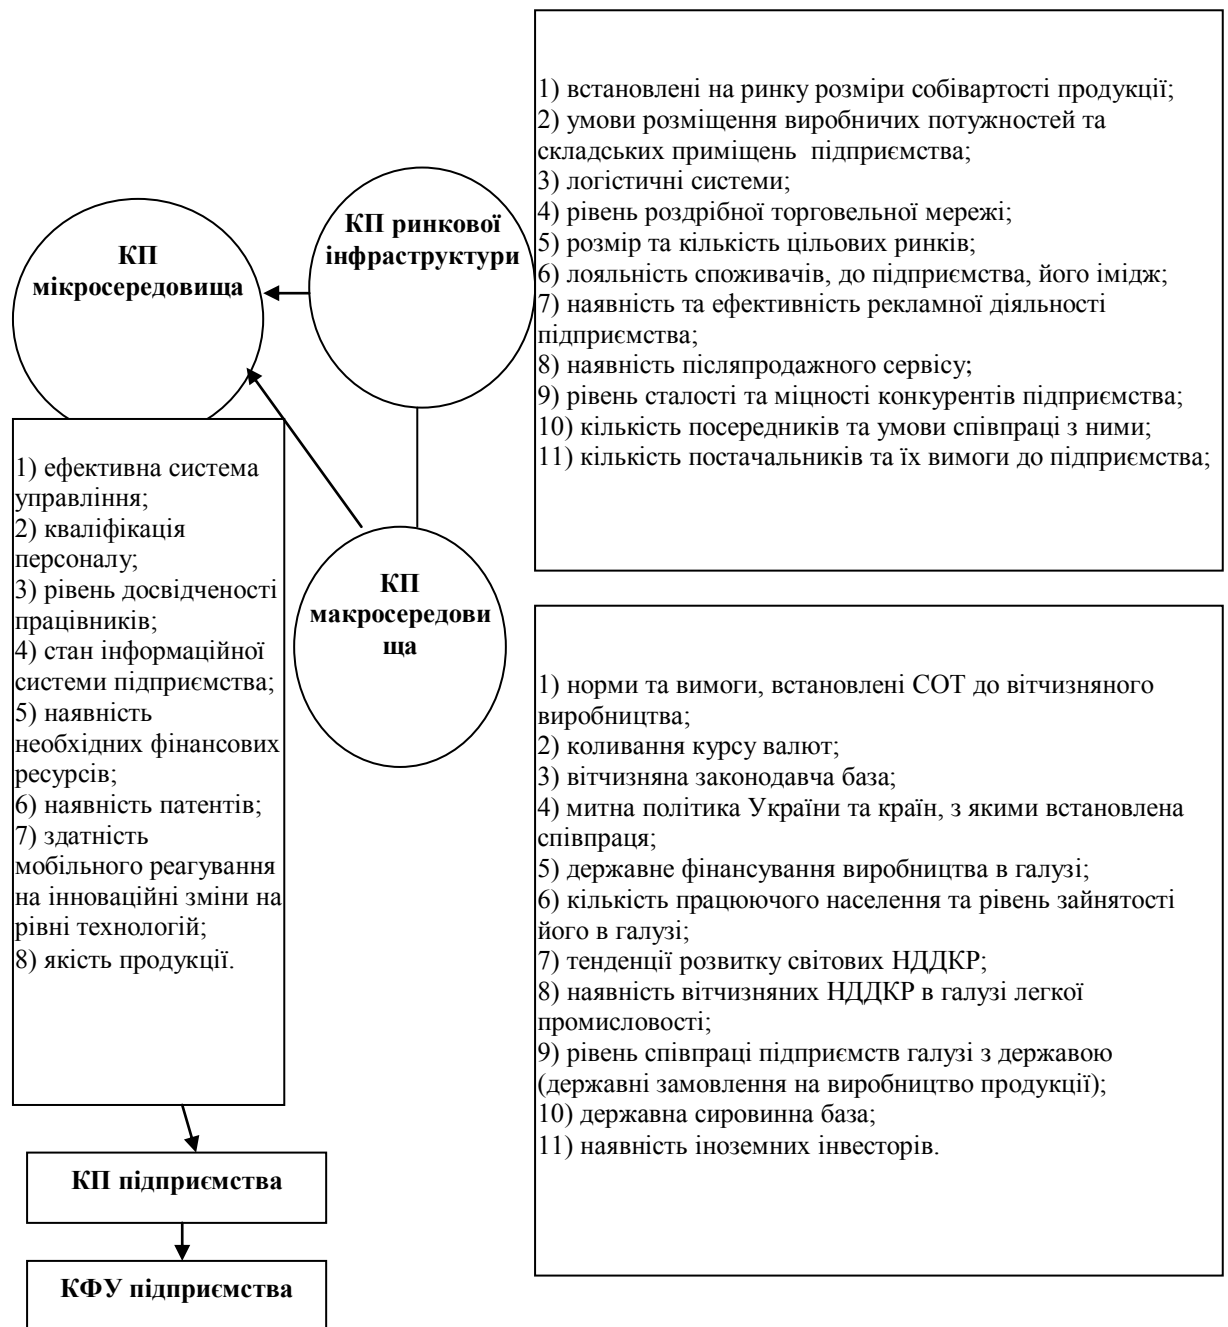 КП
мікросередовища
КП ринкової
інфраструктури
1) встановлені на ринку розміри собівартості продукції;
2) умови розміщення виробничих потужностей та
складських приміщень підприємства;
3) логістичні системи;
4) рівень роздрібної торговельної мережі;
5) розмір та кількість цільових ринків;
6) лояльність споживачів, до підприємства, його імідж;
7) наявність та ефективність рекламної діяльності
підприємства;
8) наявність післяпродажного сервісу;
9) рівень сталості та міцності конкурентів підприємства;
10) кількість посередників та умови співпраці з ними;
11) кількість постачальників та їх вимоги до підприємства;
1) ефективна система
управління;
2) кваліфікація
персоналу;
3) рівень досвідченості
працівників;
4) стан інформаційної
системи підприємства;
5) наявність
необхідних фінансових
ресурсів;
6) наявність патентів;
7) здатність
мобільного реагування
на інноваційні зміни на
рівні технологій;
8) якість продукції.
КП
макросередови
ща
1) норми та вимоги, встановлені СОТ до вітчизняного
виробництва;
2) коливання курсу валют;
3) вітчизняна законодавча база;
4) митна політика України та країн, з якими встановлена
співпраця;
5) державне фінансування виробництва в галузі;
6) кількість працюючого населення та рівень зайнятості
його в галузі;
7) тенденції розвитку світових НДДКР;
8) наявність вітчизняних НДДКР в галузі легкої
промисловості;
9) рівень співпраці підприємств галузі з державою
(державні замовлення на виробництво продукції);
10) державна сировинна база;
11) наявність іноземних інвесторів.
КП підприємства
КФУ підприємства